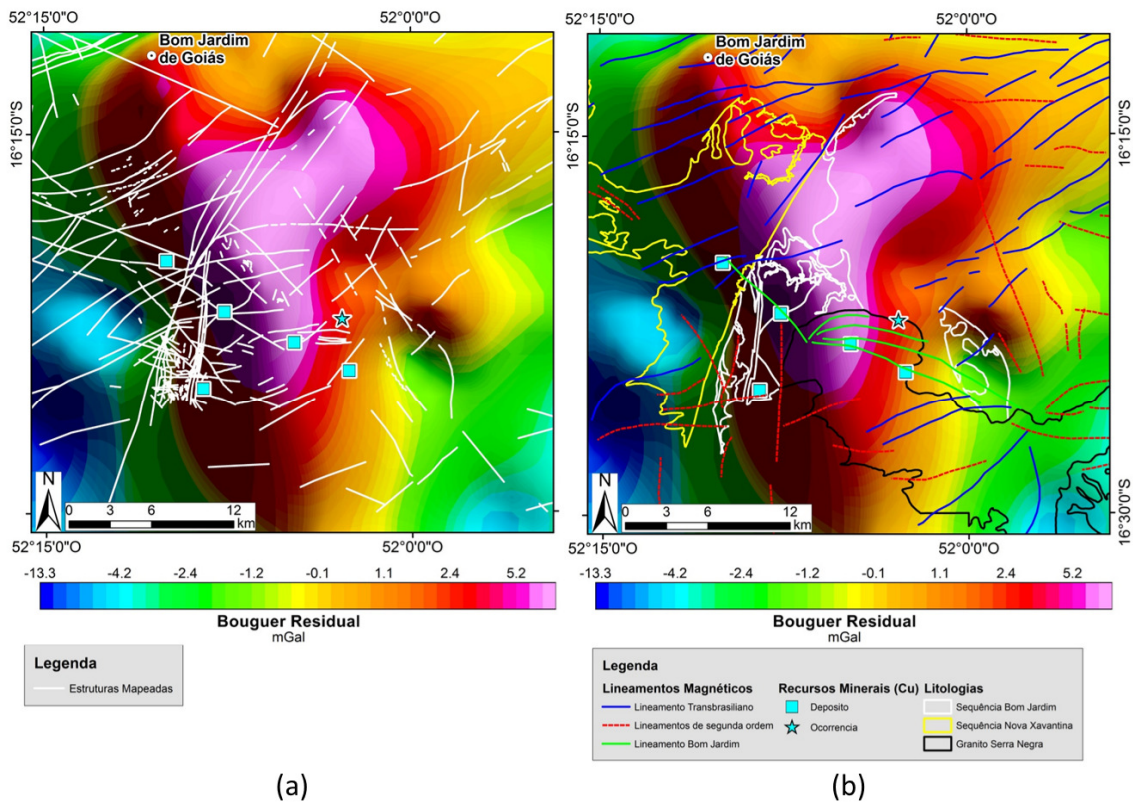 52°15'0"O
52°0'0"O
52°15'0"O
52°0'0"O
Bom Jardim
de Goiás
Bom Jardim
de Goiás
16°15'0"S
16°15'0"S
16°30'0"S
N
0 3 6 12
km
N
0 3 6 12
km
52°15'0"O
52°0'0"O
52°15'0"O
52°0'0"O
-13.3 -4.2 -2.4 -1.2 -0.1 1.1 2.4 5.2
Bouguer Residual
mGal
-13.3 -4.2 -2.4 -1.2 -0.1 1.1 2.4 5.2
Bouguer Residual
mGal
Legenda
Estruturas Mapeadas
Legenda
Lineamentos Magnéticos Recursos Minerais (Cu) Litologias
Lineamento Transbrasiliano Deposito Sequência Bom Jardim
Lineamentos de segunda ordem Ocorrencia Sequência Nova Xavantina
Lineamento Bom Jardim Granito Serra Negra
(a)
(b)